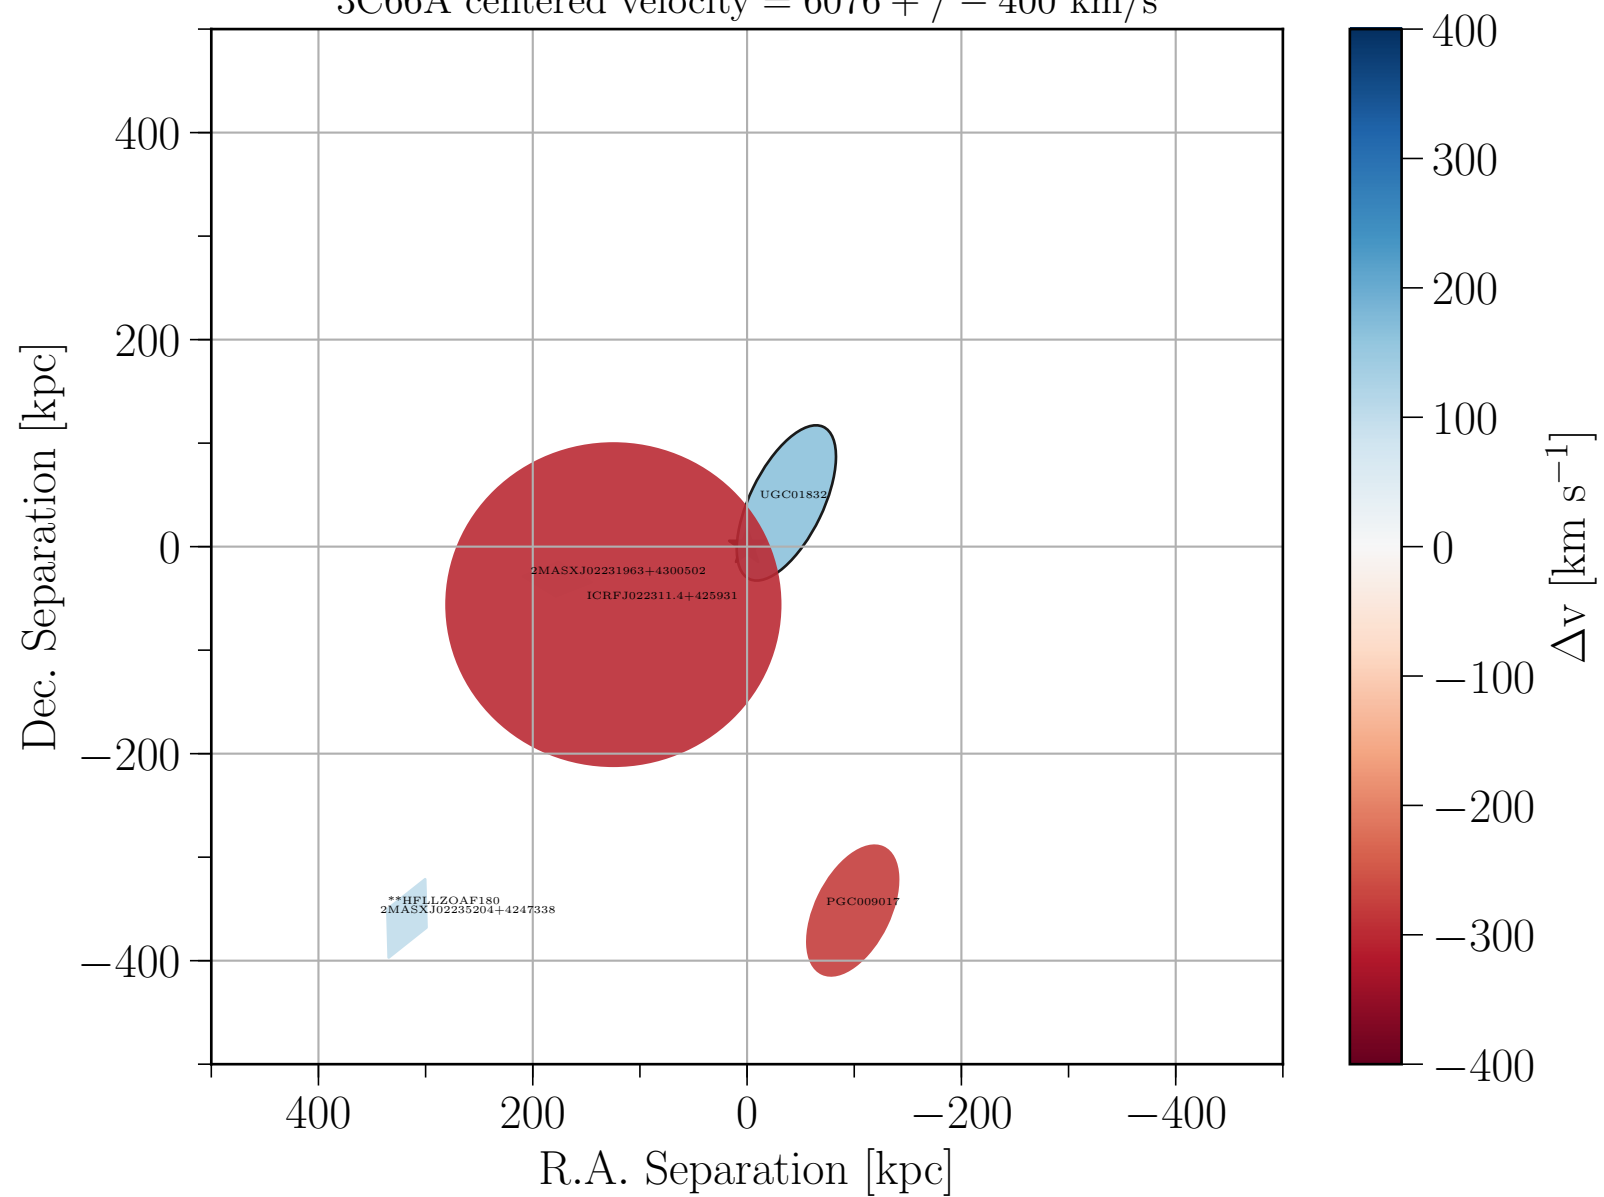 3C66A centered velocity = 6076 + / − 400 km/s
400
200
0
−200
−400
Dec. Separation [kpc]
UGC01832
2MASXJ02231963+4300502
ICRFJ022311.4+425931
**HFLLZOAF180
2MASXJ02235204+4247338
PGC009017
400
200
0
−200
−400
R.A. Separation [kpc]
400
300
200
100
0
−100
−200
−300
−400
Δv [km s⁻¹]